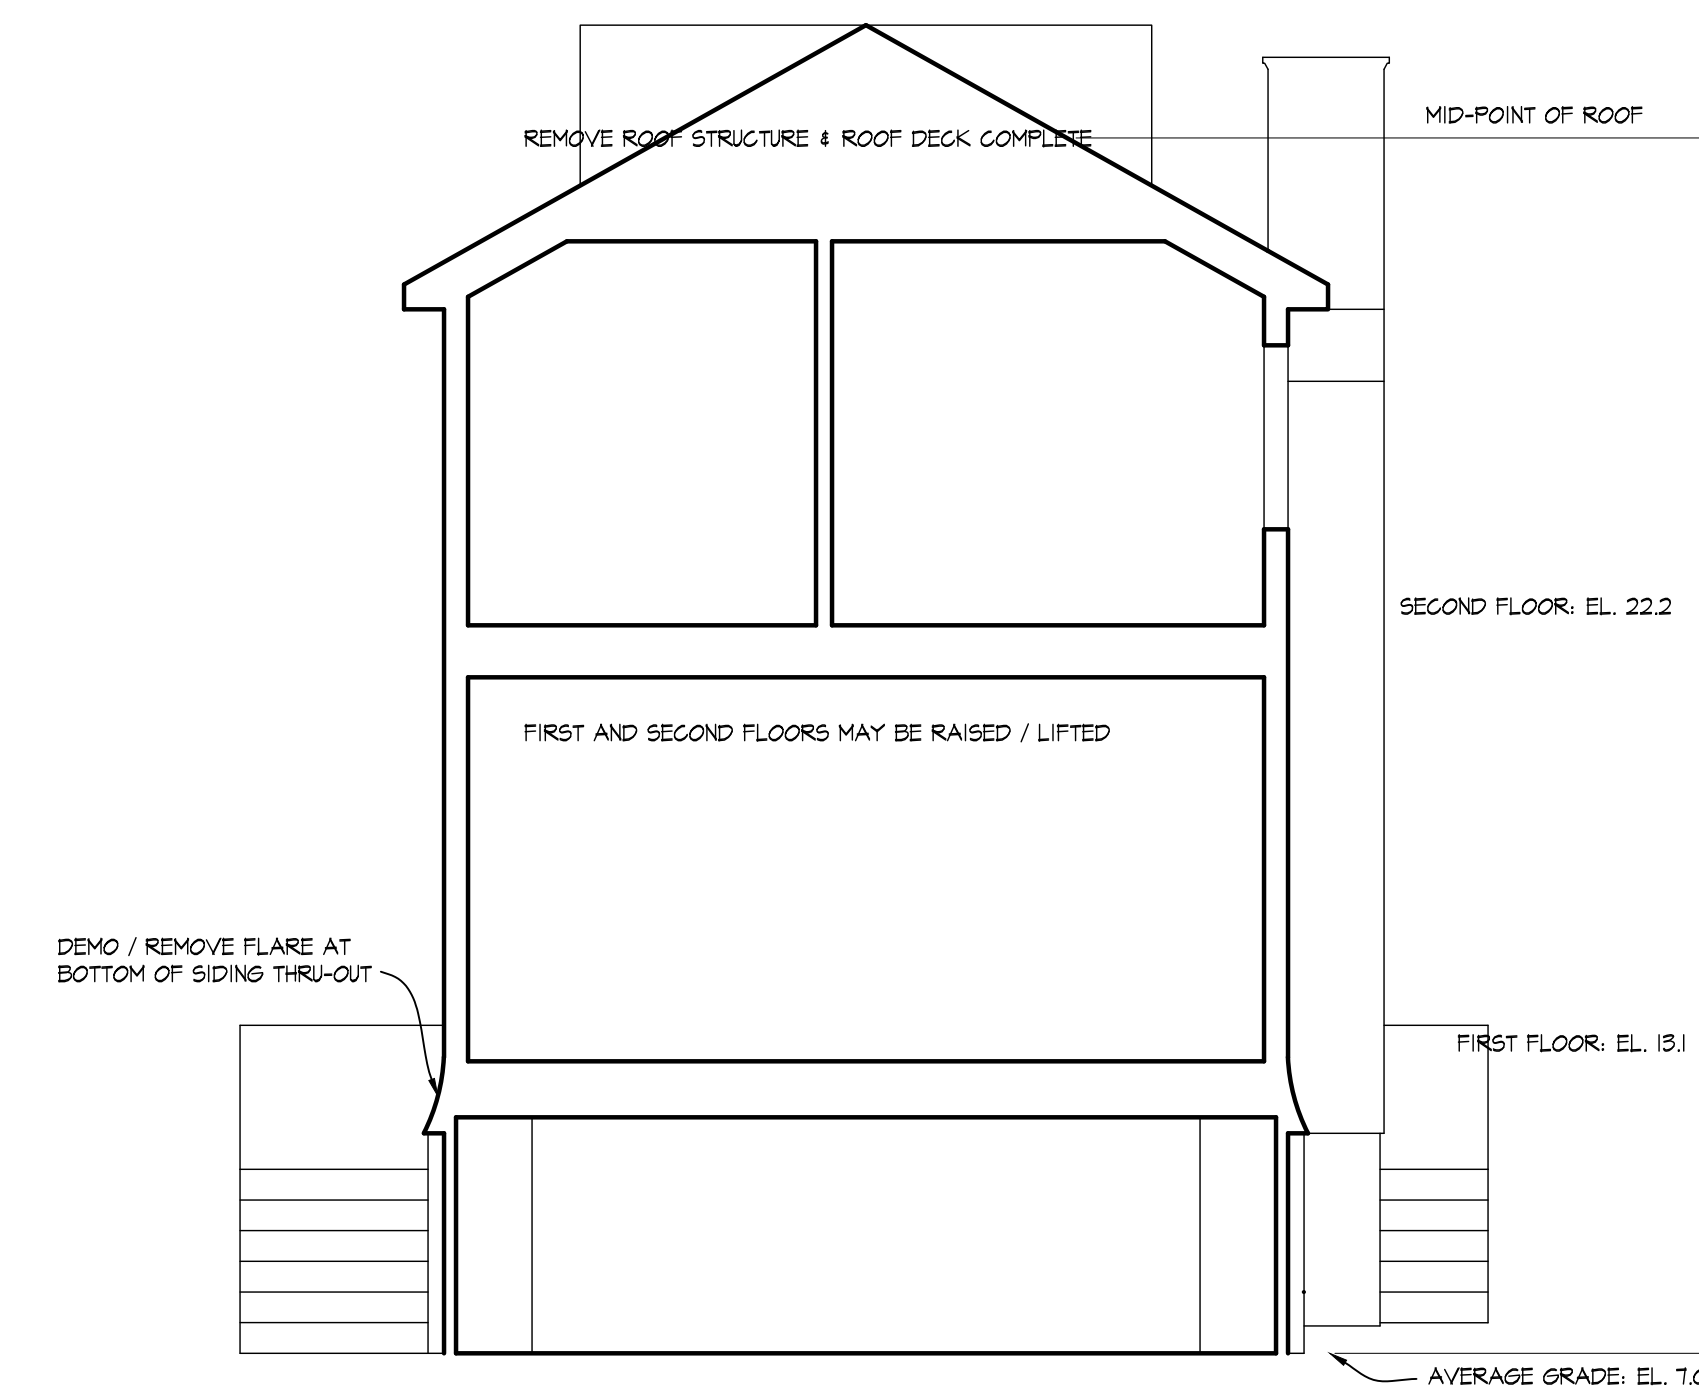 MID-POINT OF ROOF
REMOVE ROOF STRUCTURE & ROOF DECK COMPLETE
SECOND FLOOR: EL. 22.2
FIRST AND SECOND FLOORS MAY BE RAISED / LIFTED
DEMO / REMOVE FLARE AT
BOTTOM OF SIDING THRU-OUT
FIRST FLOOR: EL. 13.1
AVERAGE GRADE: EL.